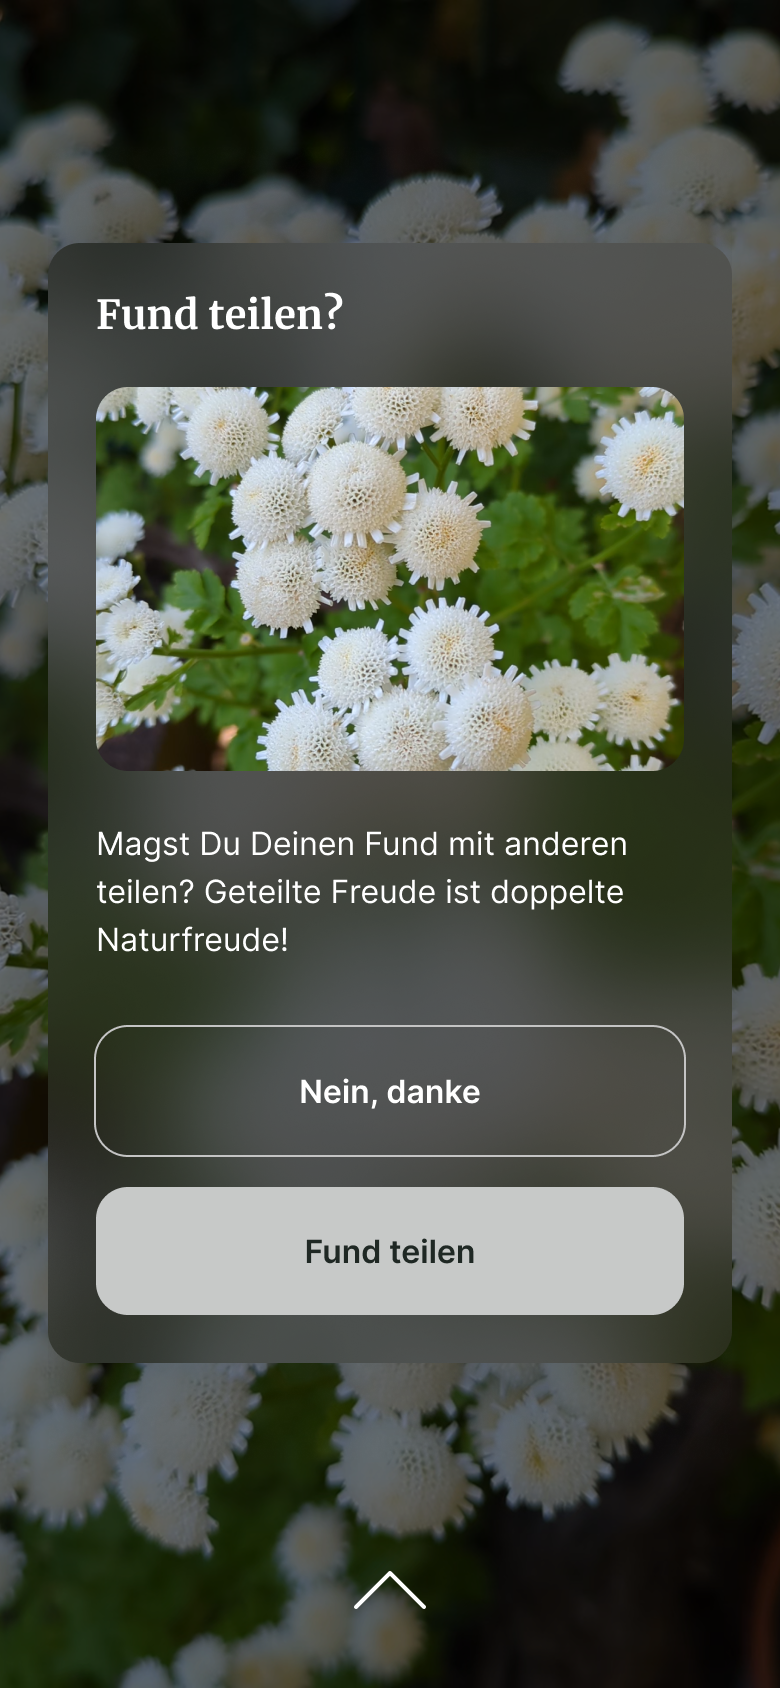 Fund teilen?
Magst Du Deinen Fund mit anderen
teilen? Geteilte Freude ist doppelte
Naturfreude!
Nein, danke
Fund teilen